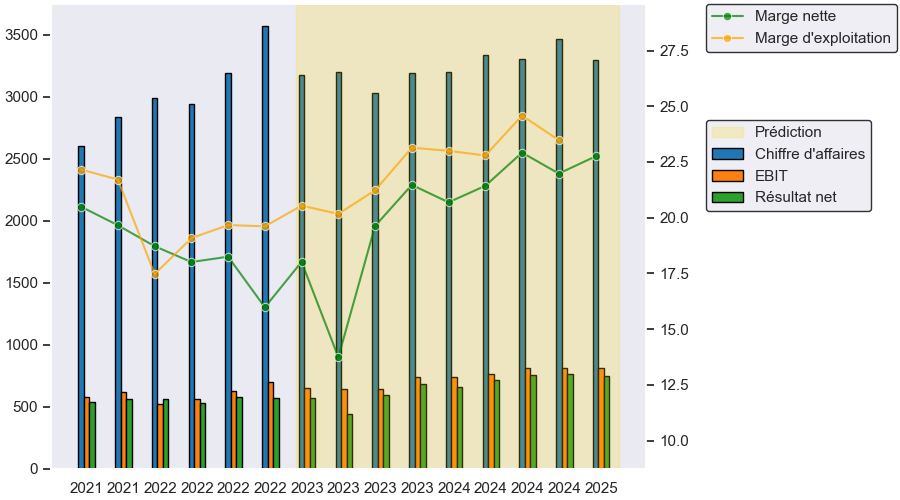 3500
3000
2500
2000
1500
1000
500
0
27.5
25.0
22.5
20.0
17.5
15.0
12.5
10.0
2021 2021 2022 2022 2022 2022 2023 2023 2023 2023 2024 2024 2024 2024 2025
Marge nette
Marge d'exploitation
Prédiction
Chiffre d'affaires
EBIT
Résultat net